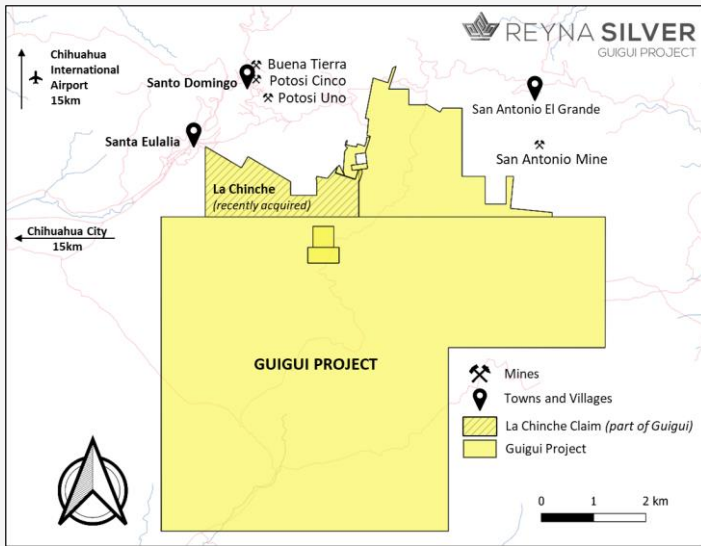 REYNA SILVER
GUIGUI PROJECT
Chihuahua
International
Airport
15km
Santo Domingo
Buena Tierra
Potosi Cinco
Potosi Uno
San Antonio El Grande
Santa Eulalia
San Antonio Mine
La Chinche
(recently acquired)
Chihuahua City
15km
GUIGUI PROJECT
Mines
Towns and Villages
La Chinche Claim (part of Guigui)
Guigui Project
0 1 2 km